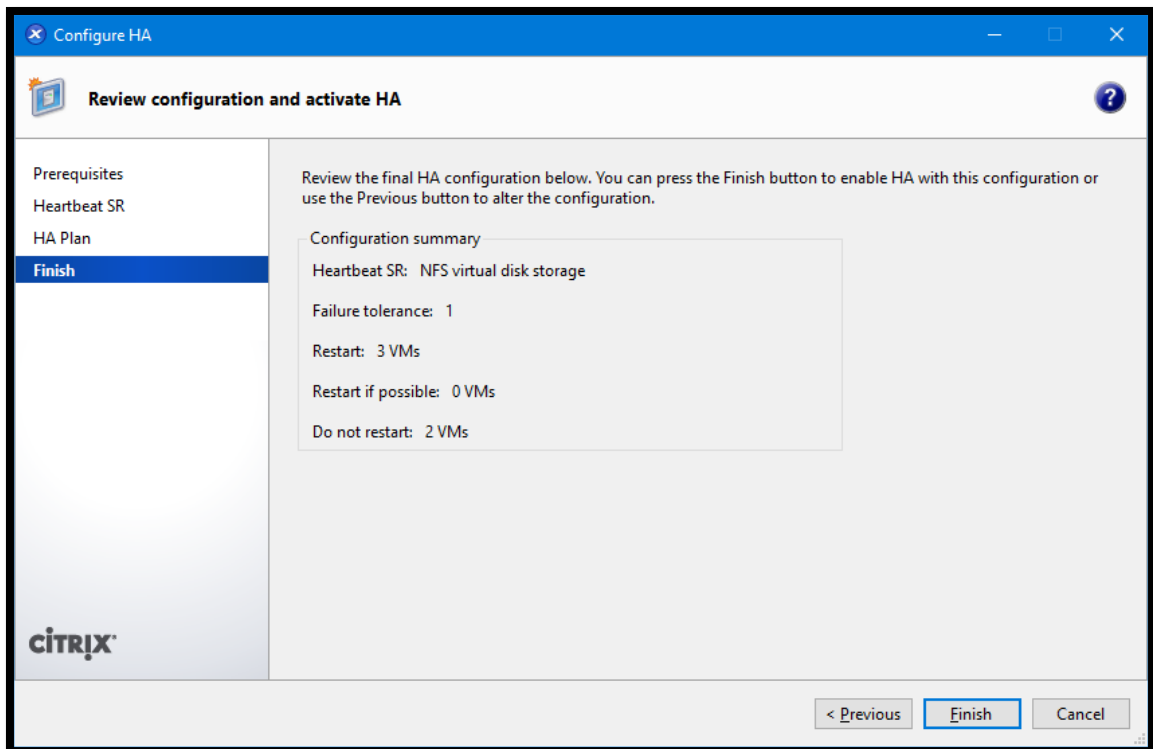 Configure HA
Review configuration and activate HA
?
Prerequisites
Heartbeat SR
HA Plan
Finish
Review the final HA configuration below. You can press the Finish button to enable HA with this configuration or
use the Previous button to alter the configuration.
Configuration summary
Heartbeat SR: NFS virtual disk storage
Failure tolerance: 1
Restart: 3 VMs
Restart if possible: 0 VMs
Do not restart: 2 VMs
CITRIX
< Previous Finish Cancel